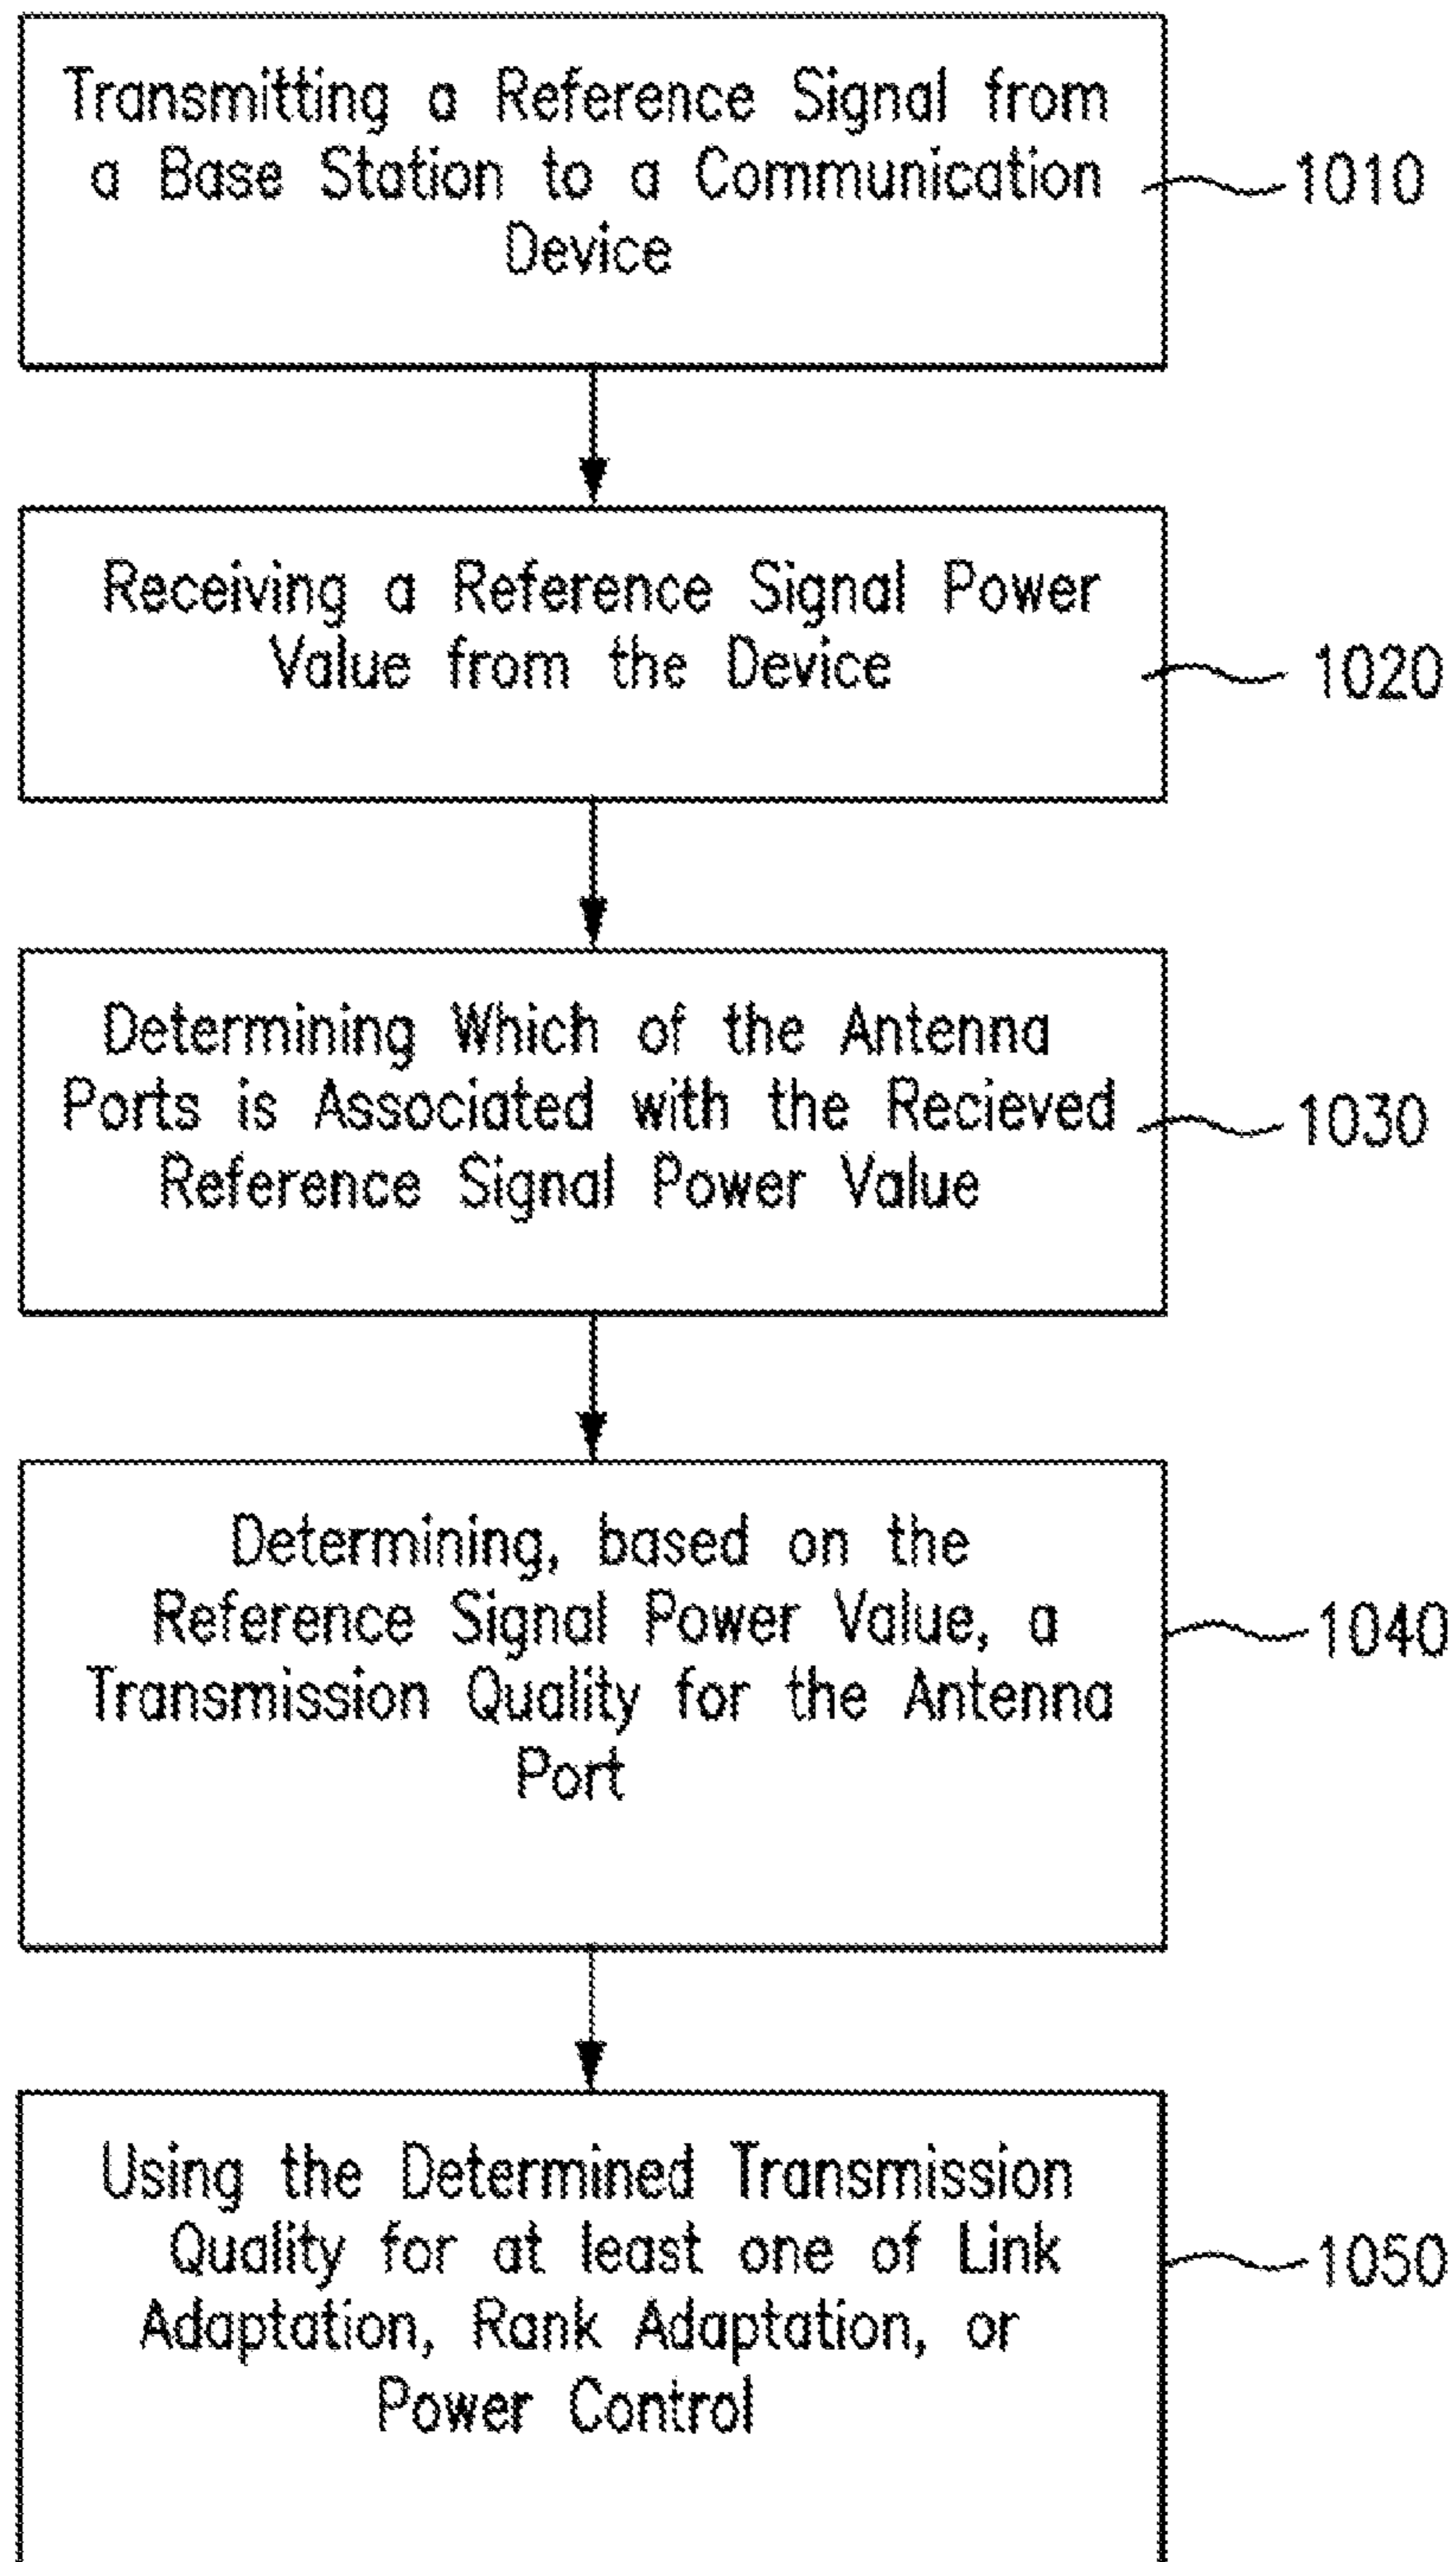 Transmitting a Reference Signal from
a Base Station to a Communication
Device
1010
Receiving a Reference Signal Power
Value from the Device
1020
Determining Which of the Antenna
Ports is Associated with the Recieved
Reference Signal Power Value
1030
Determining, based on the
Reference Signal Power Value, a
Transmission Quality for the Antenna
Port
1040
Using the Determined Transmission
Quality for at least one of Link
Adaptation, Rank Adaptation, or
Power Control
1050